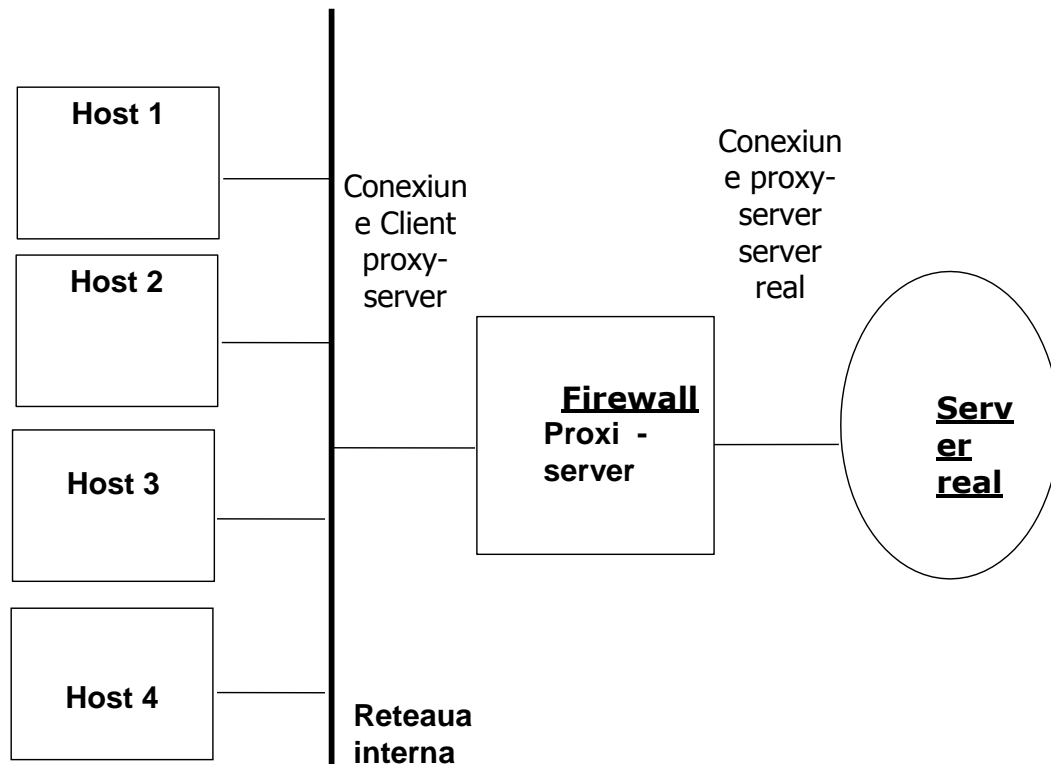 Host 1
Host 2
Host 3
Host 4
Conexiun
e Client
proxy-
server
Reteaua
interna
Firewall
Proxi -
server
Conexiun
e proxy-
server
server
real
Serv
er
real